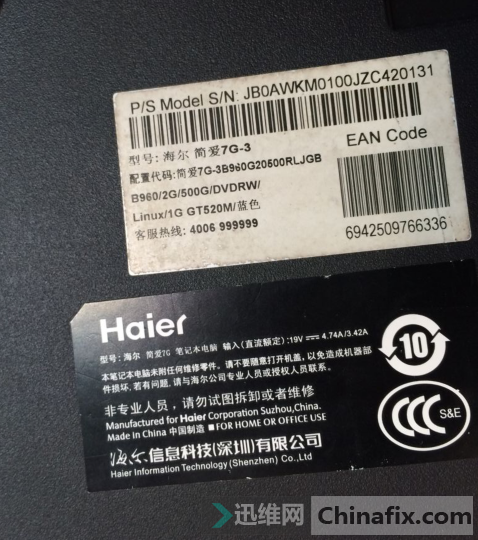 P/S Model S/N: JB0AWKM0100JZC420131
型号: 海尔 简爱7G-3
EAN Code
配置代码:简爱7G-3B960G20500RLJGB
B960/2G/500G/DVDRW/
Linux/1G GT520M/蓝色
客服热线: 4006 999999
6942509766336
Haier
型号:海尔 简爱7G 笔记本电脑 输入(直流额定):19V⎓4.74A/3.42A
本笔记本电脑未附任何维修零件。请不要随意打开机盖,以免造成机器部
件损坏,若有问题,请与海尔公司专业人员或授权人员联系。
非专业人员,请勿试图拆卸或者维修
Manufactured for Haier Corporation Suzhou,China.
Made in China 中国制造 ■ FOR HOME OR OFFICE USE
海尔信息科技(深圳)有限公司
Haier Information Technology (Shenzhen) Co.,Ltd
10
CCC S&E
迅维网 Chinafix.com